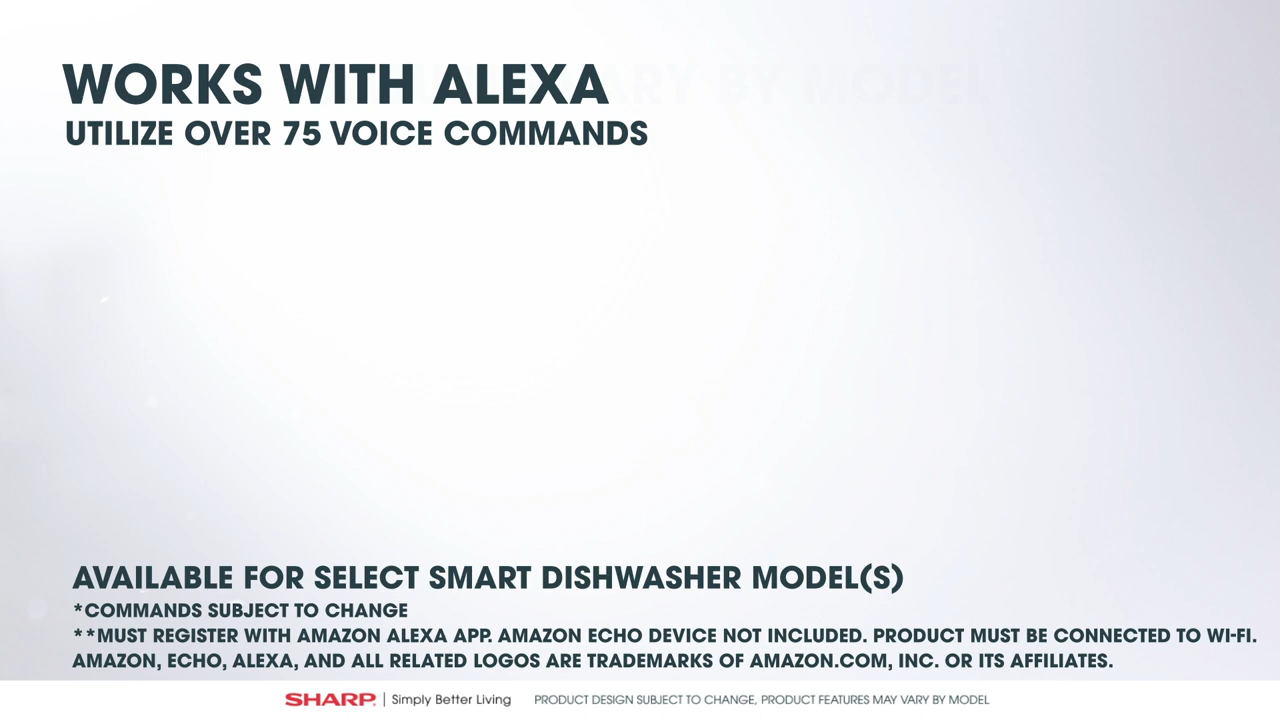 WORKS WITH ALEXA
UTILIZE OVER 75 VOICE COMMANDS
AVAILABLE FOR SELECT SMART DISHWASHER MODEL(S)
*COMMANDS SUBJECT TO CHANGE
**MUST REGISTER WITH AMAZON ALEXA APP. AMAZON ECHO DEVICE NOT INCLUDED. PRODUCT MUST BE CONNECTED TO WI-FI.
AMAZON, ECHO, ALEXA, AND ALL RELATED LOGOS ARE TRADEMARKS OF AMAZON.COM, INC. OR ITS AFFILIATES.
SHARP | Simply Better Living PRODUCT DESIGN SUBJECT TO CHANGE, PRODUCT FEATURES MAY VARY BY MODEL